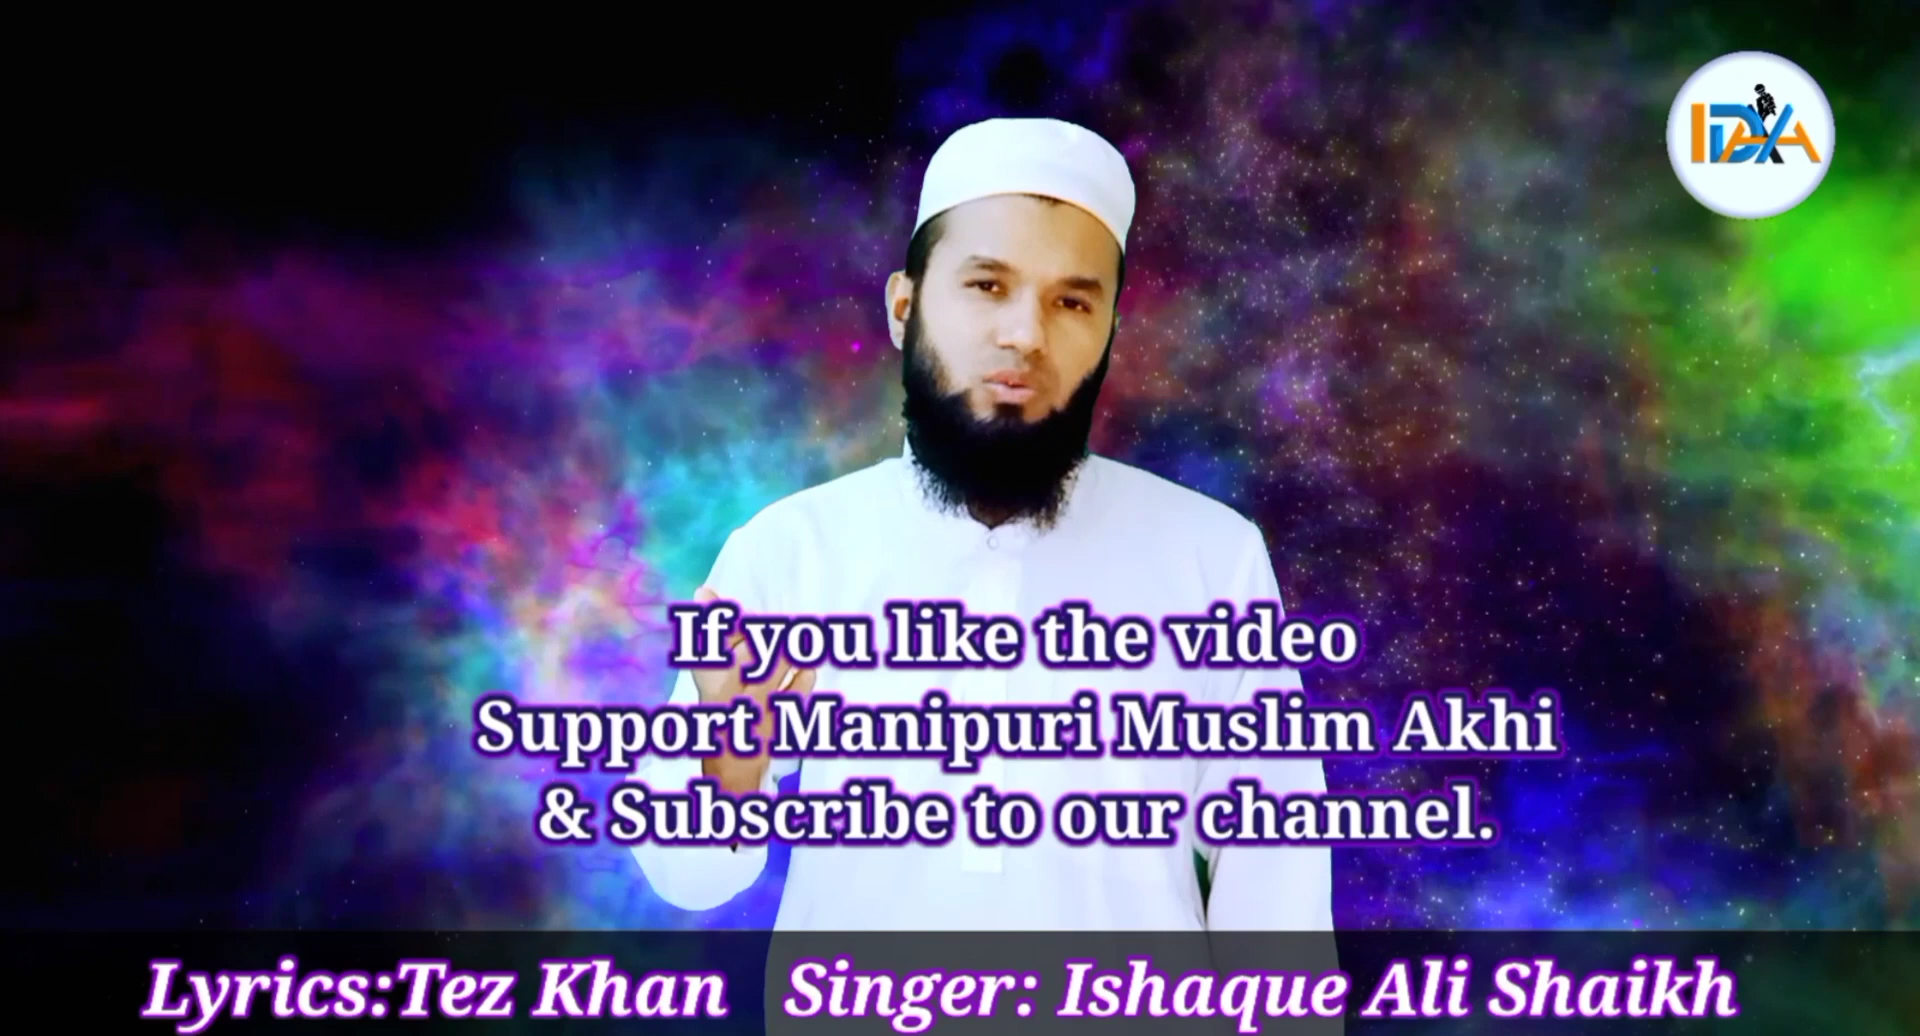 If you like the video
Support Manipuri Muslim Akhi
& Subscribe to our channel.
Lyrics:Tez Khan Singer: Ishaque Ali Shaikh